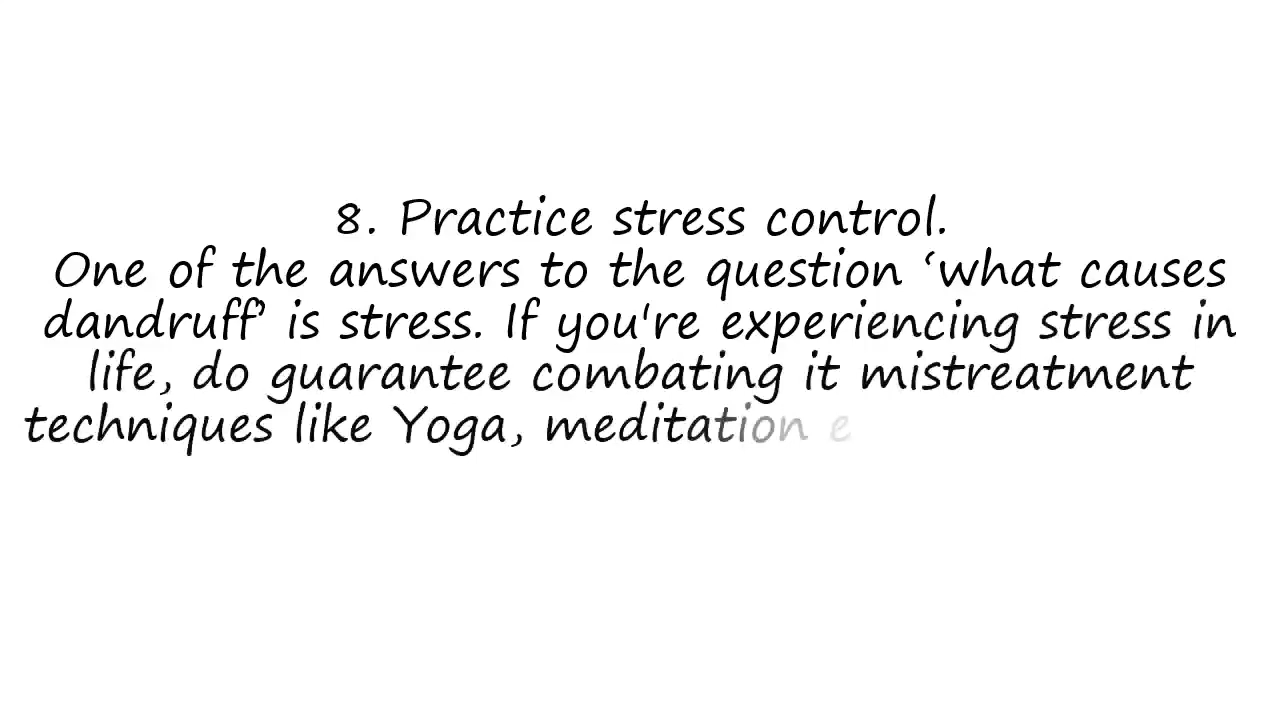 8. Practice stress control.
One of the answers to the question ‘what causes
dandruff’ is stress. If you're experiencing stress in
life, do guarantee combating it mistreatment
techniques like Yoga, meditation e